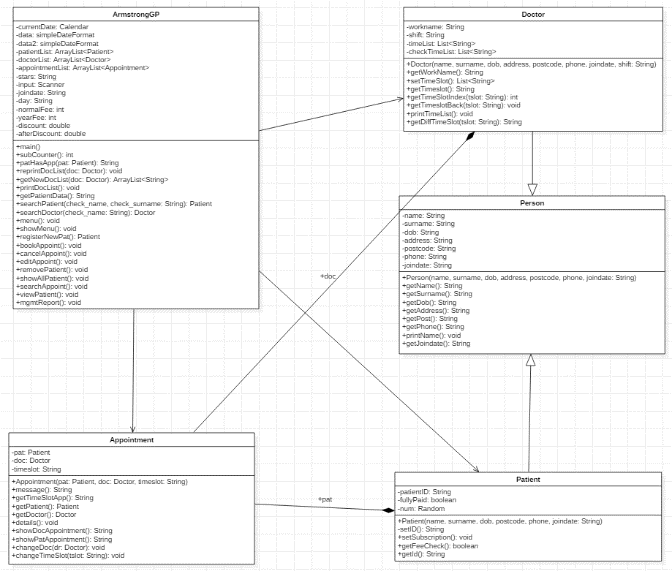 ArmstrongGP
-currentDate: Calendar
-data: simpleDateFormat
-data2: simpleDateFormat
-patientList: ArrayList<Patient>
-doctorList: ArrayList<Doctor>
-appointmentList: ArrayList<Appointment>
-stars: String
-input: Scanner
-joindate: String
-day: String
-normalFee: int
-yearFee: int
-discount: double
-afterDiscount: double
+main()
+subCounter(): int
+patHasApp(pat: Patient): String
+reprintDocList(doc: Doctor): void
+getNewDocList(doc: Doctor): ArrayList<String>
+printDocList(): void
+getPatientData(): String
+searchPatient(check_name, check_surname: String): Patient
+searchDoctor(check_name: String): Doctor
+menu(): void
+showMenu(): void
+registerNewPat(): Patient
+bookAppoint(): void
+cancelAppoint(): void
+editAppoint(): void
+removePatient(): void
+showAllPatient(): void
+searchAppoint(): void
+viewPatient(): void
+mgmtReport(): void
Doctor
-workname: String
-shift: String
-timeList: List<String>
-checkTimeList: List<String>
+Doctor(name, surname, dob, address, postcode, phone, joindate, shift: String)
+getWorkName(): String
+setTimeSlot(): List<String>
+getTimeslot(): String
+getTimeSlotIndex(tslot: String): int
+getTimeslotBack(tslot: String): void
+printTimeList(): void
+getDiffTimeSlot(tslot: String): String
Person
-name: String
-surname: String
-dob: String
-address: String
-postcode: String
-phone: String
-joindate: String
+Person(name, surname, dob, address, postcode, phone, joindate: String)
+getName(): String
+getSurname(): String
+getDob(): String
+getAddress(): String
+getPost(): String
+getPhone(): String
+printName(): void
+getJoindate(): String
+doc
Appointment
-pat: Patient
-doc: Doctor
-timeslot: String
+Appointment(pat: Patient, doc: Doctor, timeslot: String)
+message(): String
+getTimeSlotApp(): String
+getPatient(): Patient
+getDoctor(): Doctor
+details(): void
+showDocAppointment(): String
+showPatAppointment(): String
+changeDoc(dr: Doctor): void
+changeTimeSlot(tslot: String): void
+pat
Patient
-patientID: String
-fullyPaid: boolean
-num: Random
+Patient(name, surname, dob, postcode, phone, joindate: String)
-setID(): String
+setSubscription(): void
+getFeeCheck(): boolean
+getId(): String